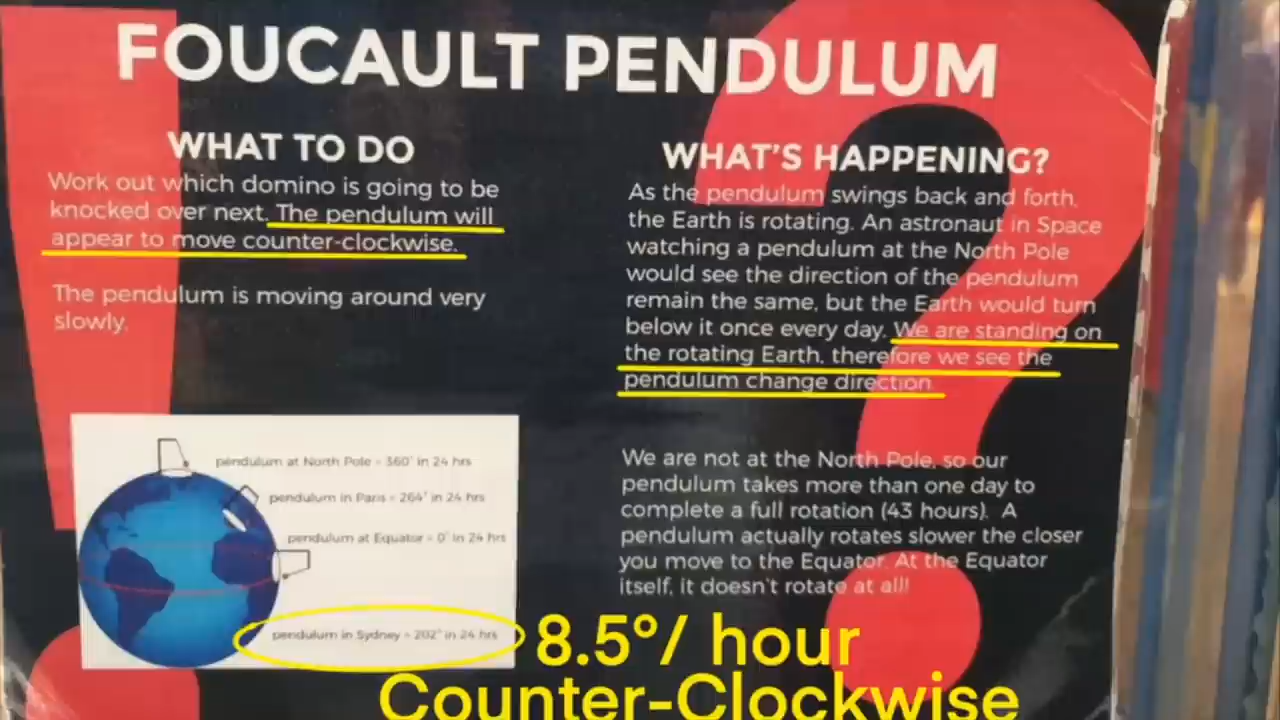 FOUCAULT PENDULUM
WHAT TO DO
Work out which domino is going to be
knocked over next. The pendulum will
appear to move counter-clockwise.
The pendulum is moving around very
slowly.
WHAT'S HAPPENING?
As the pendulum swings back and forth,
the Earth is rotating. An astronaut in Space
watching a pendulum at the North Pole
would see the direction of the pendulum
remain the same, but the Earth would turn
below it once every day. We are standing on
the rotating Earth, therefore we see the
pendulum change direction.
We are not at the North Pole, so our
pendulum takes more than one day to
complete a full rotation (43 hours). A
pendulum actually rotates slower the closer
you move to the Equator. At the Equator
itself, it doesn't rotate at all!
pendulum at North Pole = 360° in 24 hrs
pendulum in Paris = 264° in 24 hrs
pendulum at Equator = 0° in 24 hrs
pendulum in Sydney = 202° in 24 hrs
8.5°/ hour
Counter-Clockwise